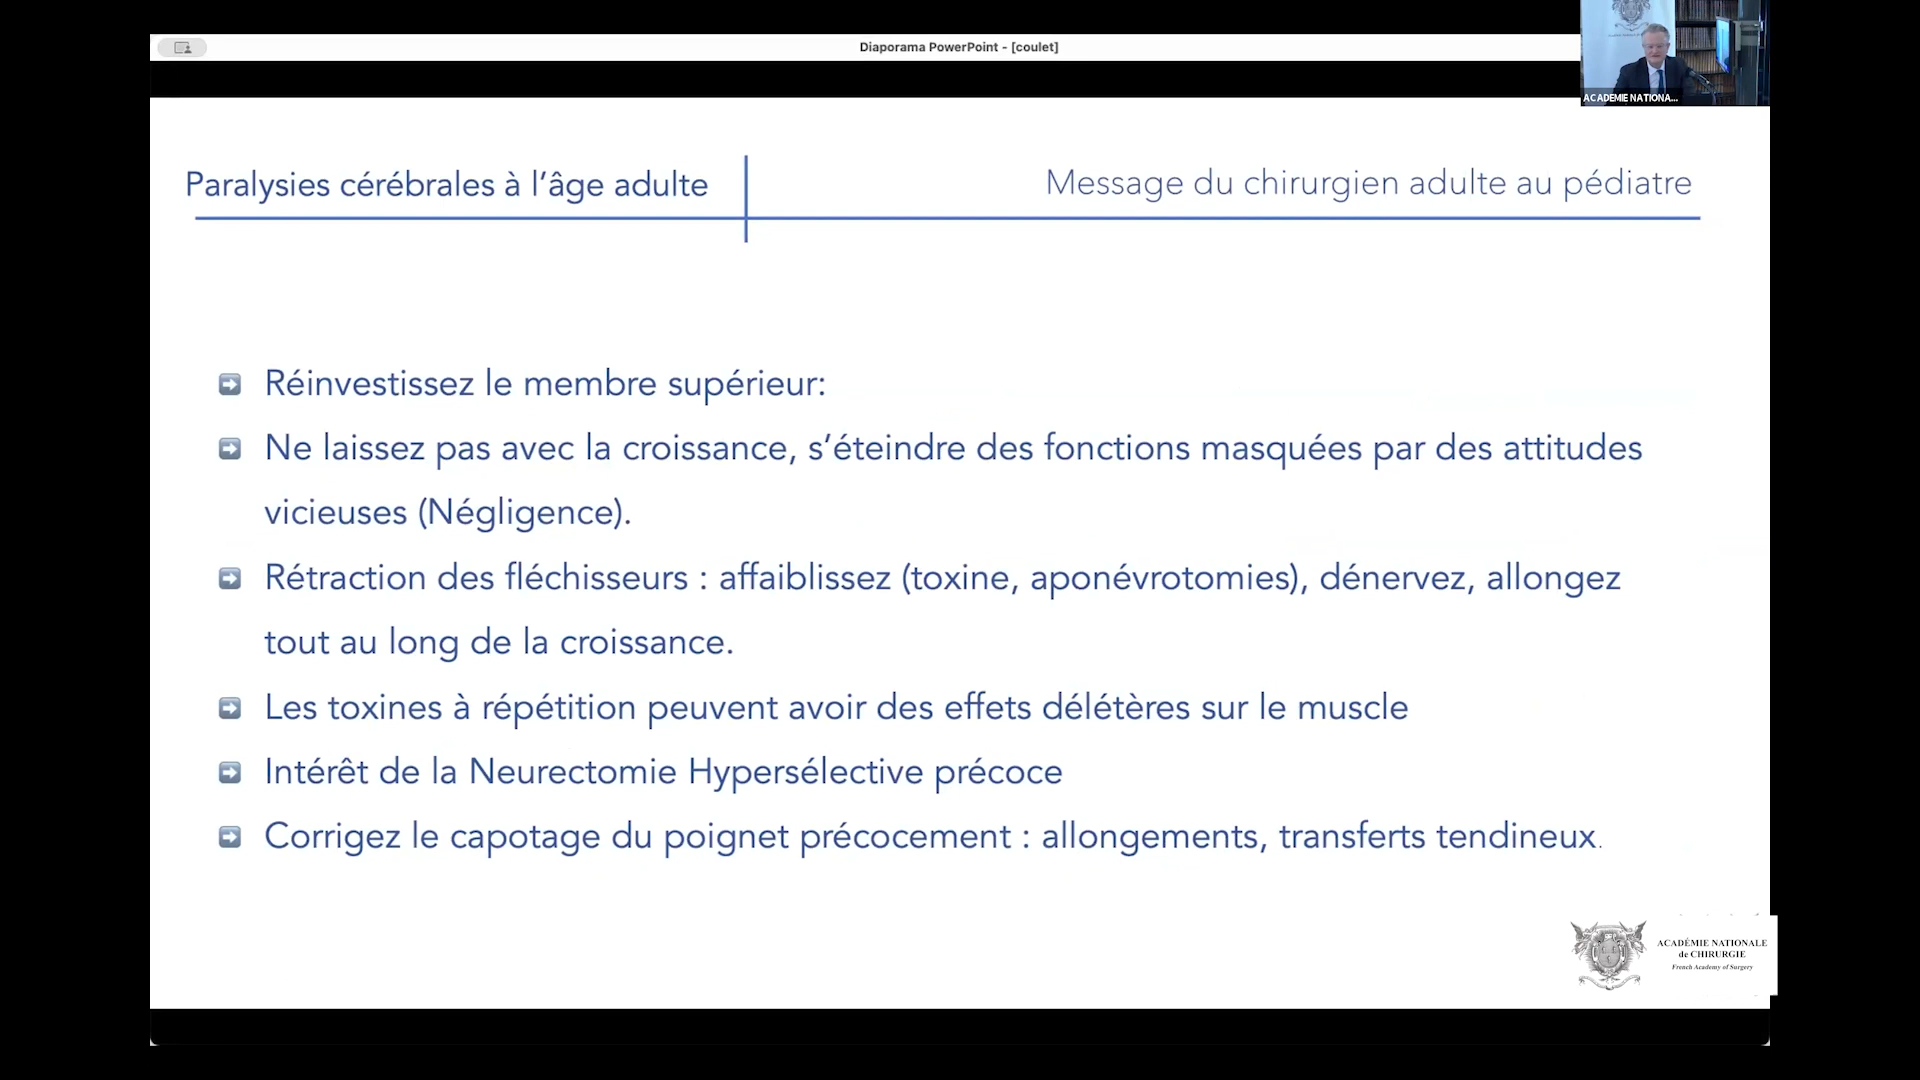 Diaporama PowerPoint - [coulet]
ACADEMIE NATIONA...
Paralysies cérébrales à l’âge adulte
Message du chirurgien adulte au pédiatre
Réinvestissez le membre supérieur:
Ne laissez pas avec la croissance, s’éteindre des fonctions masquées par des attitudes
vicieuses (Négligence).
Rétraction des fléchisseurs : affaiblissez (toxine, aponévrotomies), dénervez, allongez
tout au long de la croissance.
Les toxines à répétition peuvent avoir des effets délétères sur le muscle
Intérêt de la Neurectomie Hypersélective précoce
Corrigez le capotage du poignet précocement : allongements, transferts tendineux.
ACADÉMIE NATIONALE
de CHIRURGIE
French Academy of Surgery